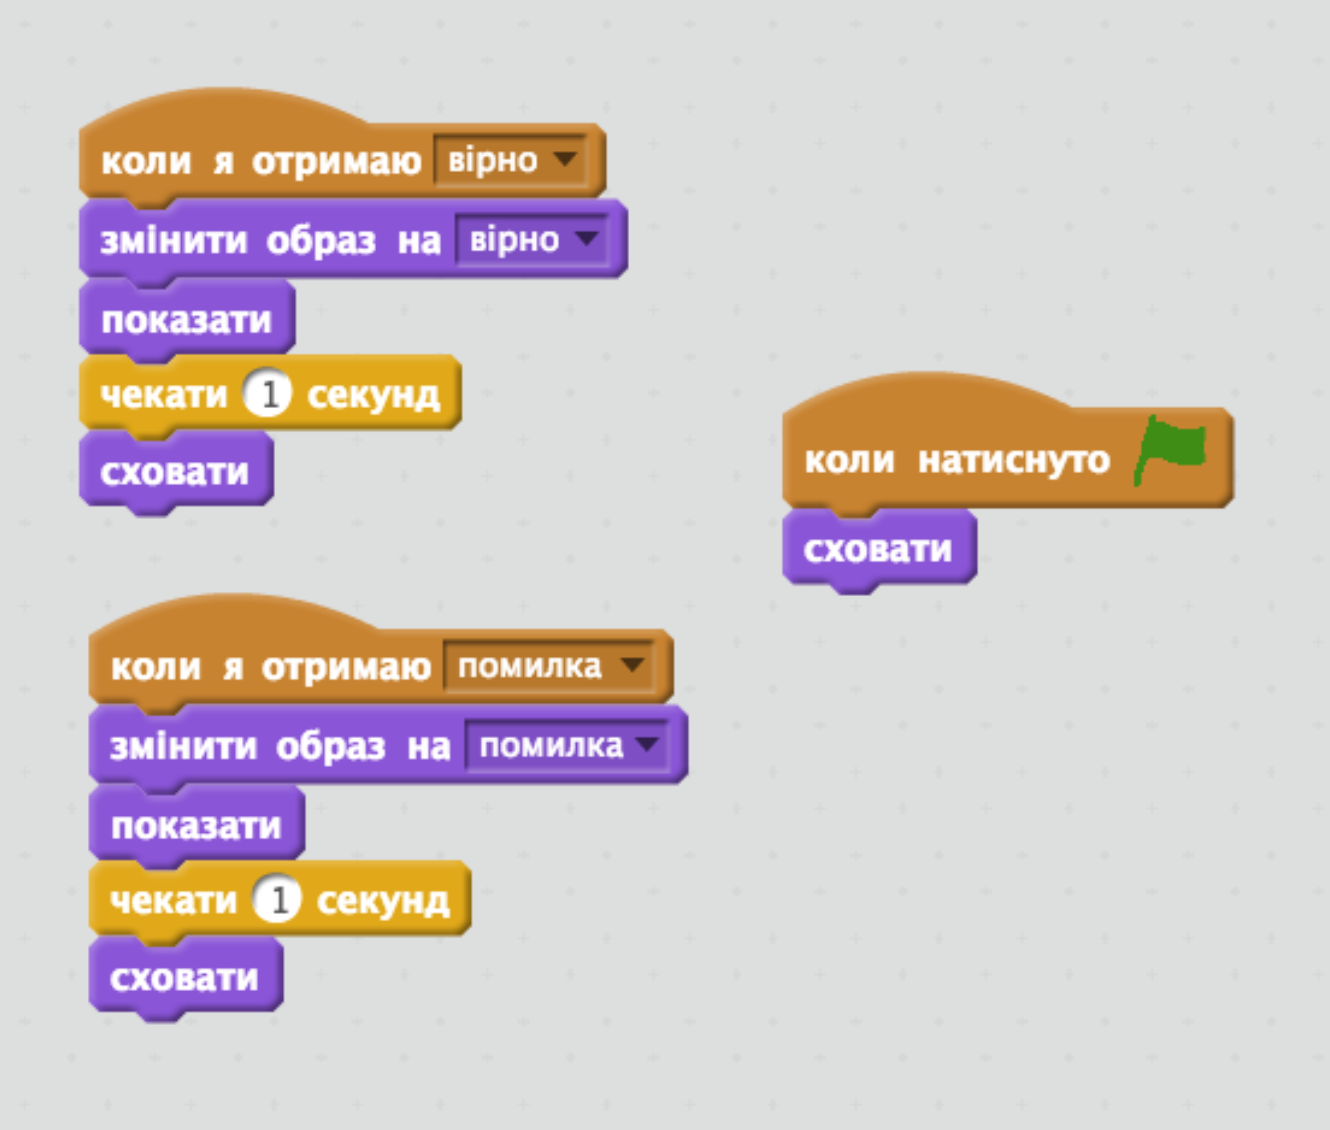 коли я отримаю вірно
змінити образ на вірно
показати
чекати 1 секунд
сховати
коли я отримаю помилка
змінити образ на помилка
показати
чекати 1 секунд
сховати
коли натиснуто
сховати